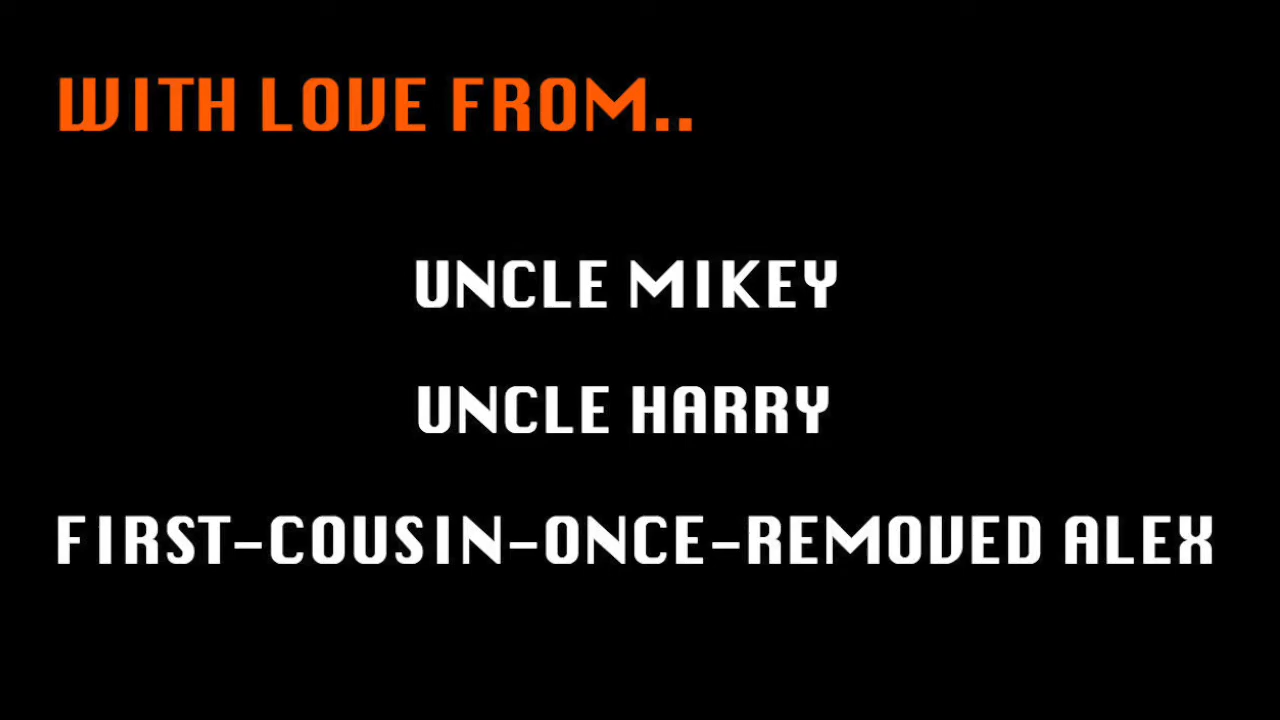 WITH LOVE FROM..
UNCLE MIKEY
UNCLE HARRY
FIRST-COUSIN-ONCE-REMOVED ALEX